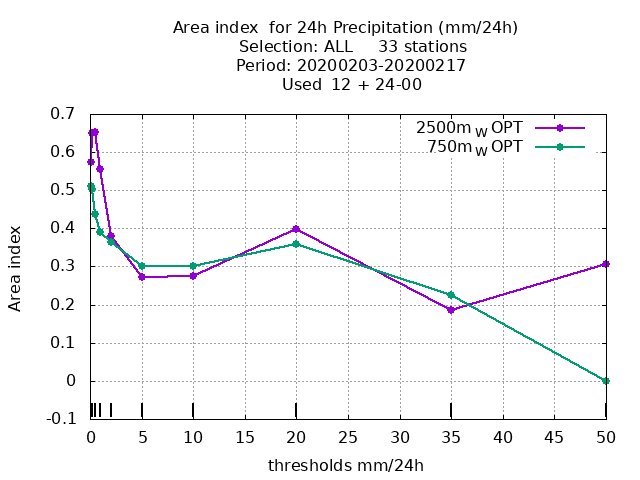 Area index  for 24h Precipitation (mm/24h)
Selection: ALL     33 stations
Period: 20200203-20200217
Used  12 + 24-00
2500m W OPT
750m W OPT
0.7
0.6
0.5
0.4
0.3
0.2
0.1
0
-0.1
Area index
0 5 10 15 20 25 30 35 40 45 50
thresholds mm/24h